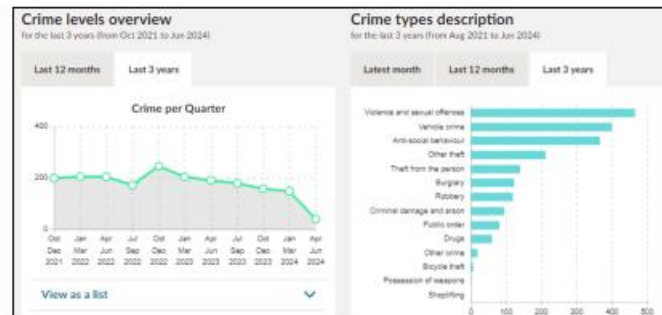 Crime levels overview
for the last 3 years (from Oct 2021 to Jun 2024)
Last 12 months Last 3 years
Crime per Quarter
400
200
0
Oct Jan Apr Jul Oct Jan Apr Jul Oct Jan Apr
Dec Mar Jun Sep Dec Mar Jun Sep Dec Mar Jun
2021 2022 2022 2022 2022 2023 2023 2023 2023 2024 2024
View as a list
Crime types description
for the last 3 years (from Aug 2021 to Jun 2024)
Latest month Last 12 months Last 3 years
Violence and sexual offences
Vehicle crime
Anti-social behaviour
Other theft
Theft from the person
Burglary
Robbery
Criminal damage and arson
Public order
Drugs
Other crime
Bicycle theft
Possession of weapons
Shoplifting
0 100 200 300 400 500